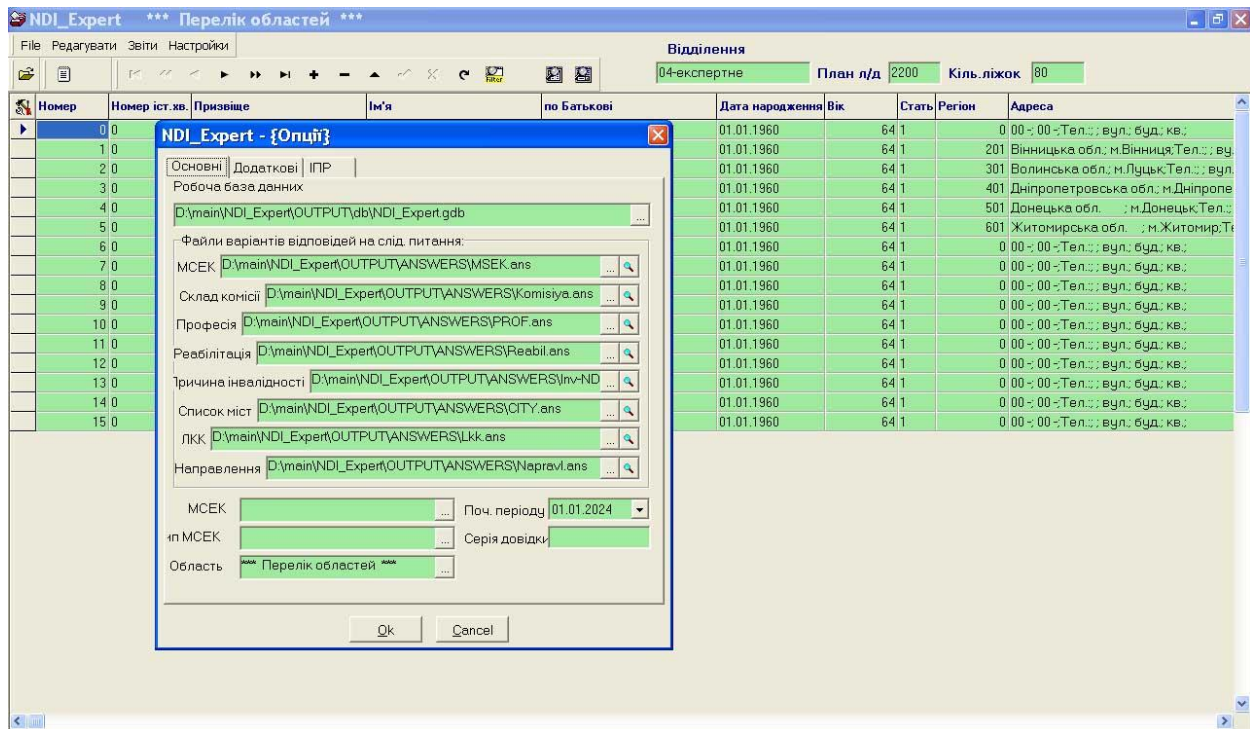 NDI_Expert *** Перелік областей ***
File Редагувати Звіти Настройки
Відділення
04-експертне План л/д 2200 Кіль.ліжок 80
Filter
Номер Номер іст.хв. Призвіще Ім'я по Батькові Дата народження Вік Стать Регіон Адреса
0 0 01.01.1960 64 1 0 00 -; 00 -;Тел.:; ; вул.; буд.; кв.;
1 0 01.01.1960 64 1 201 Вінницька обл.; м.Вінниця;Тел.:; ; ву.
2 0 01.01.1960 64 1 301 Волинська обл.; м.Луцьк;Тел.:; ; вул.
3 0 01.01.1960 64 1 401 Дніпропетровська обл.; м.Дніпропе
4 0 01.01.1960 64 1 501 Донецька обл. ; м.Донецьк;Тел.:;
5 0 01.01.1960 64 1 601 Житомирська обл. ; м.Житомир;Те
6 0 01.01.1960 64 1 0 00 -; 00 -;Тел.:; ; вул.; буд.; кв.;
7 0 01.01.1960 64 1 0 00 -; 00 -;Тел.:; ; вул.; буд.; кв.;
8 0 01.01.1960 64 1 0 00 -; 00 -;Тел.:; ; вул.; буд.; кв.;
9 0 01.01.1960 64 1 0 00 -; 00 -;Тел.:; ; вул.; буд.; кв.;
10 0 01.01.1960 64 1 0 00 -; 00 -;Тел.:; ; вул.; буд.; кв.;
11 0 01.01.1960 64 1 0 00 -; 00 -;Тел.:; ; вул.; буд.; кв.;
12 0 01.01.1960 64 1 0 00 -; 00 -;Тел.:; ; вул.; буд.; кв.;
13 0 01.01.1960 64 1 0 00 -; 00 -;Тел.:; ; вул.; буд.; кв.;
14 0 01.01.1960 64 1 0 00 -; 00 -;Тел.:; ; вул.; буд.; кв.;
15 0 01.01.1960 64 1 0 00 -; 00 -;Тел.:; ; вул.; буд.; кв.;
NDI_Expert - {Опції}
Основні Додаткові ІПР
Робоча база данних
D:\main\NDI_Expert\OUTPUT\db\NDI_Expert.gdb ...
Файли варіантів відповідей на слід. питання:
МСЕК D:\main\NDI_Expert\OUTPUT\ANSWERS\MSEK.ans ...
Склад комісії D:\main\NDI_Expert\OUTPUT\ANSWERS\Komisiya.ans ...
Професія D:\main\NDI_Expert\OUTPUT\ANSWERS\PROF.ans ...
Реабілітація D:\main\NDI_Expert\OUTPUT\ANSWERS\Reabil.ans ...
Причина інвалідності D:\main\NDI_Expert\OUTPUT\ANSWERS\Inv-ND ...
Список міст D:\main\NDI_Expert\OUTPUT\ANSWERS\CITY.ans ...
ЛКК D:\main\NDI_Expert\OUTPUT\ANSWERS\Lkk.ans ...
Направлення D:\main\NDI_Expert\OUTPUT\ANSWERS\Napravl.ans ...
МСЕК ... Поч. періоду 01.01.2024
ип МСЕК ... Серія довідки
Область *** Перелік областей *** ...
Ok Cancel